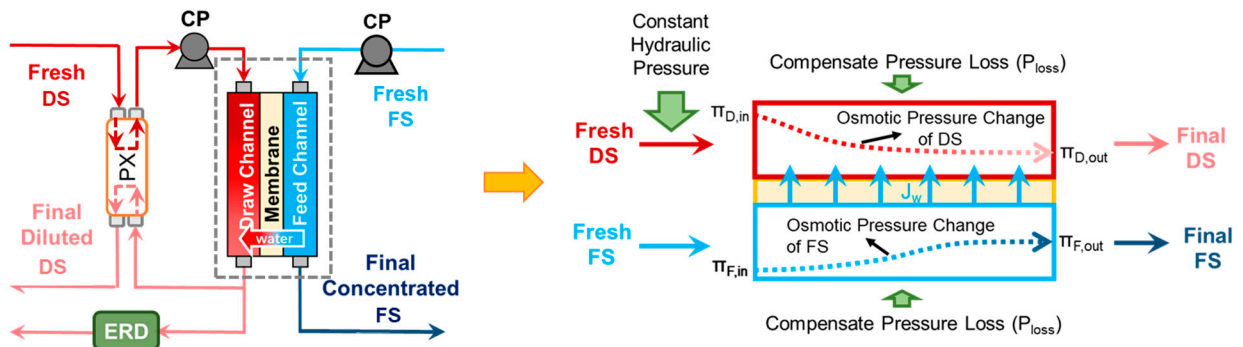 CP
CP
Fresh
DS
Fresh
FS
PX
Draw Channel
Membrane
Feed Channel
water
Final
Diluted
DS
Final
Concentrated
FS
ERD
Constant
Hydraulic
Pressure
Compensate Pressure Loss (Ploss)
πD,in
Osmotic Pressure Change
of DS
πD,out
Fresh
DS
Final
DS
Jw
Fresh
FS
Osmotic Pressure Change
of FS
πF,in
πF,out
Final
FS
Compensate Pressure Loss (Ploss)